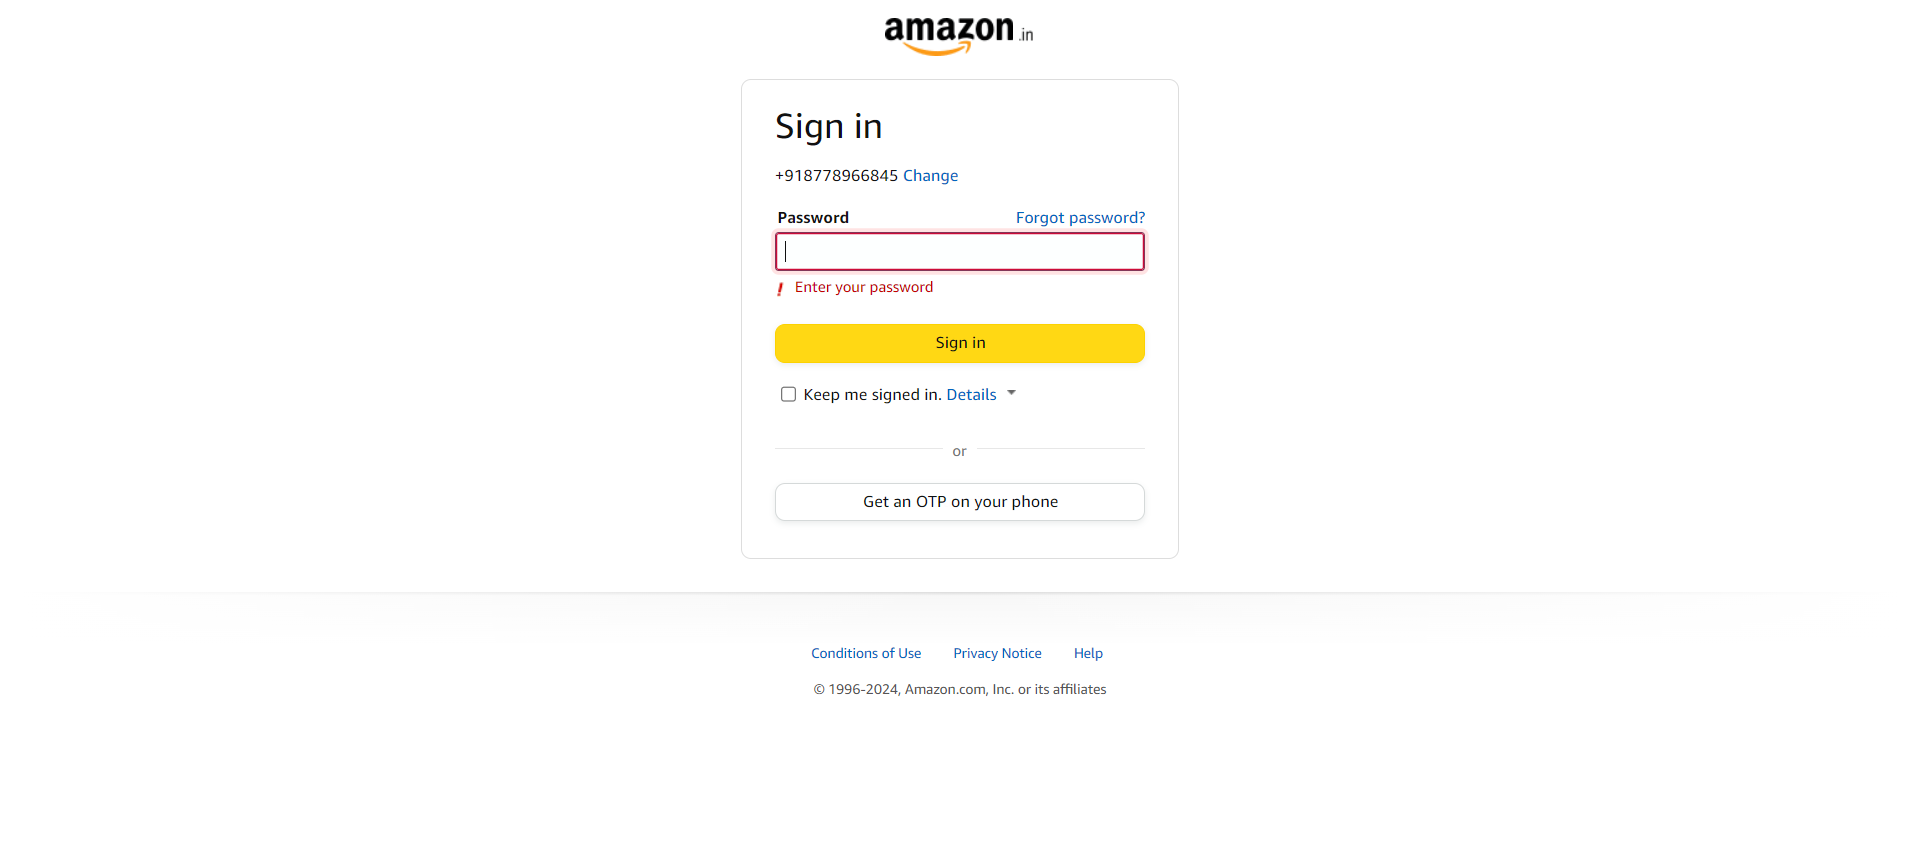 amazon.in
Sign in
+918778966845 Change
Password Forgot password?
! Enter your password
Sign in
Keep me signed in. Details
or
Get an OTP on your phone
Conditions of Use Privacy Notice Help
© 1996-2024, Amazon.com, Inc. or its affiliates